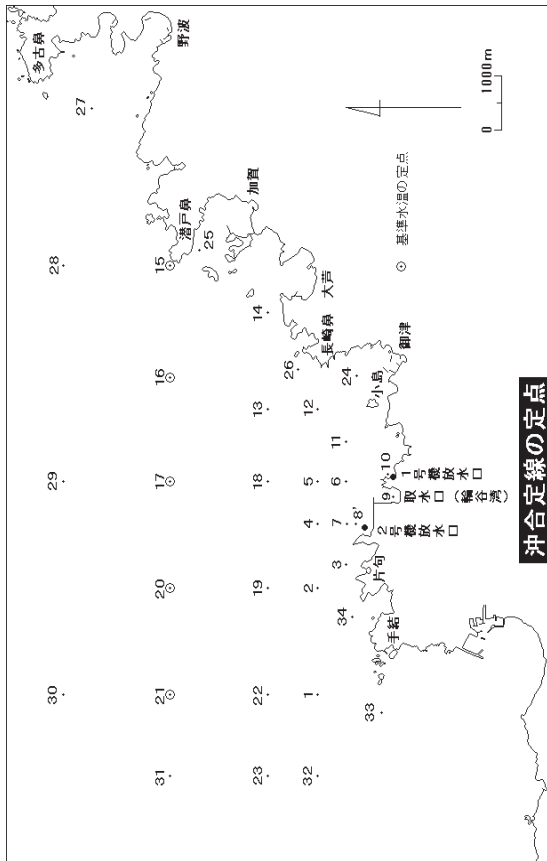 多古鼻
30 29 28
27
31 21 20 17 16 15
野波
潜戸鼻
25
加賀
23 22 19 18 13 14
26
32 1 2 4 5 12
長崎鼻
大芦
3 7 6 11
34 24
8'
33
片句
小島
9 10
手結
御津
2号機放水口
取水口
(輪谷湾)
1号機放水口
基準水温の定点
0 1000m
沖合定線の定点